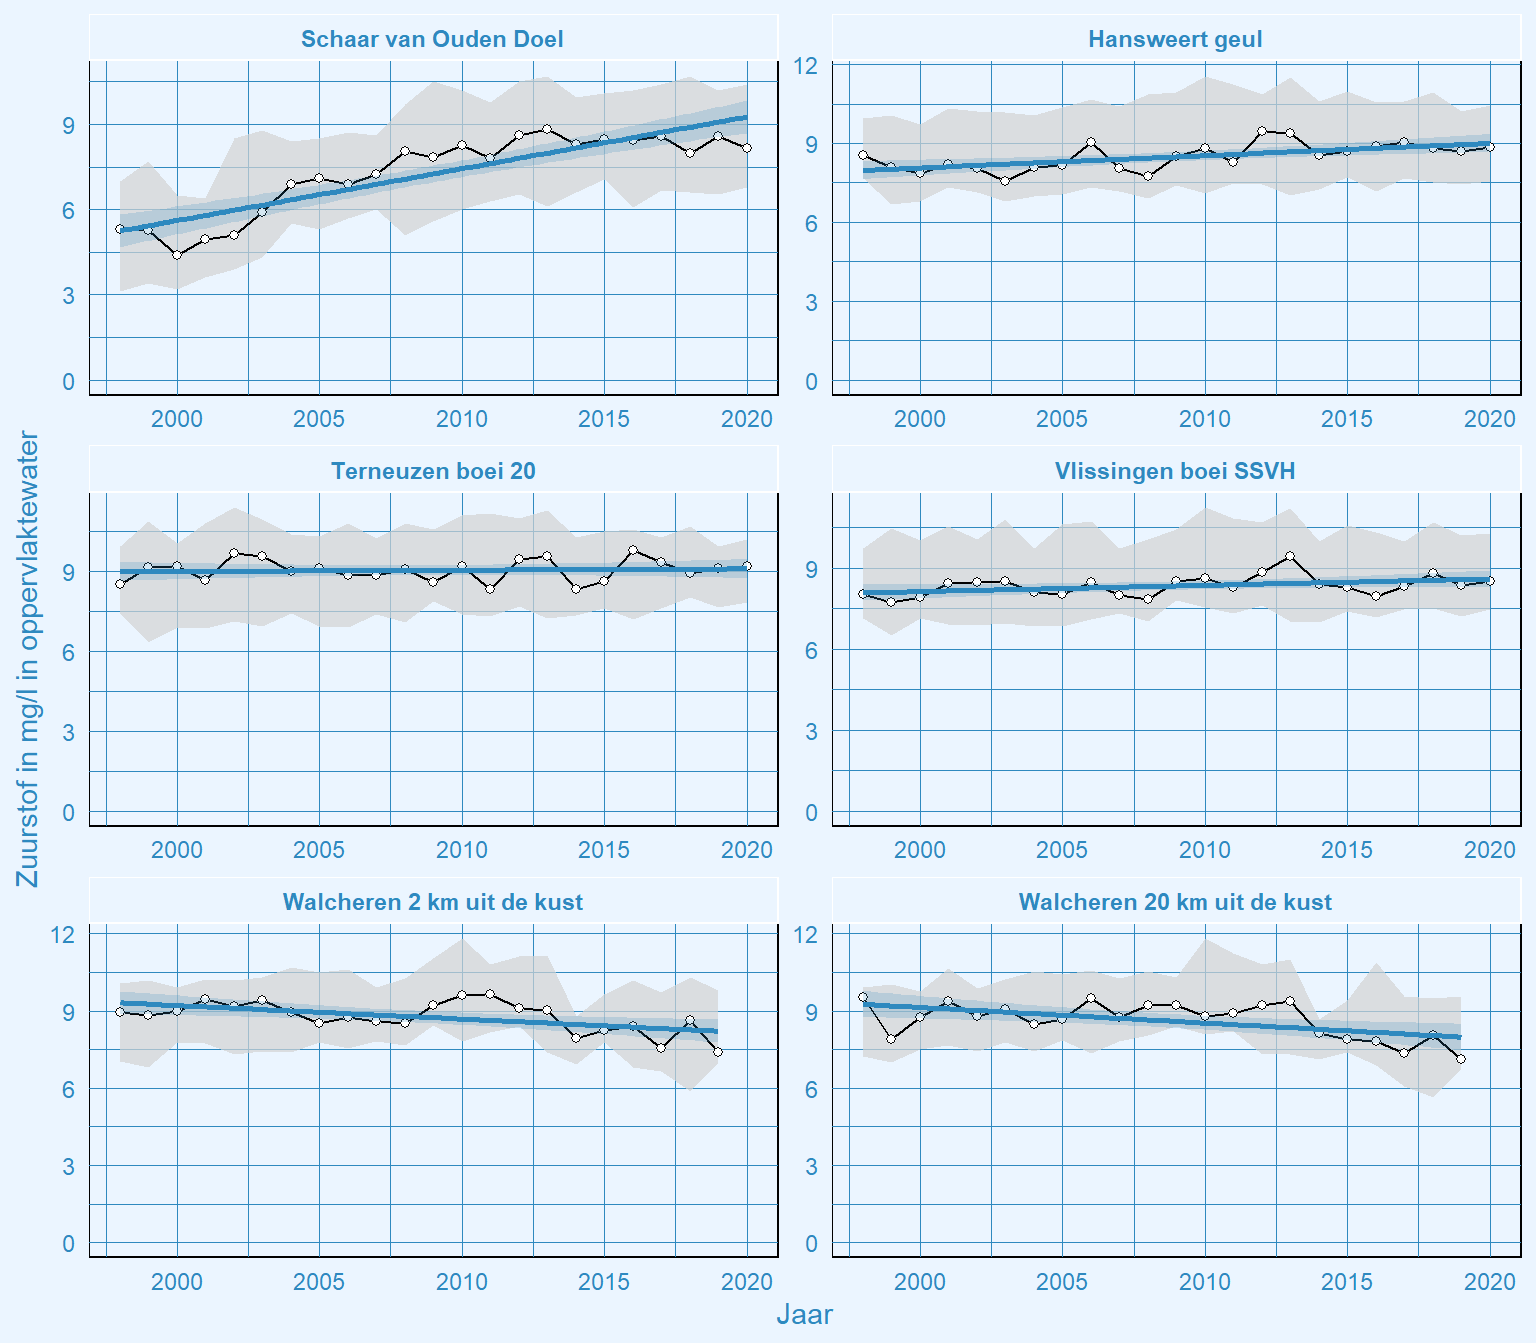 Schaar van Ouden Doel
Hansweert geul
9
6
3
0
12
9
6
3
0
2000 2005 2010 2015 2020
2000 2005 2010 2015 2020
Zuurstof in mg/l in oppervlaktewater
Terneuzen boei 20
Vlissingen boei SSVH
9
6
3
0
9
6
3
0
2000 2005 2010 2015 2020
2000 2005 2010 2015 2020
Walcheren 2 km uit de kust
Walcheren 20 km uit de kust
12
9
6
3
0
12
9
6
3
0
2000 2005 2010 2015 2020
2000 2005 2010 2015 2020
Jaar